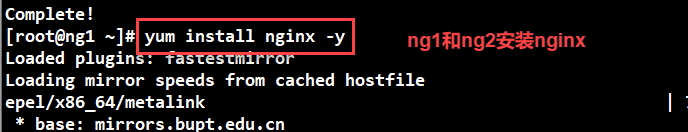 Complete!
[root@ng1 ~]# yum install nginx -y ng1和ng2安装nginx
Loaded plugins: fastestmirror
Loading mirror speeds from cached hostfile
epel/x86_64/metalink |
* base: mirrors.bupt.edu.cn